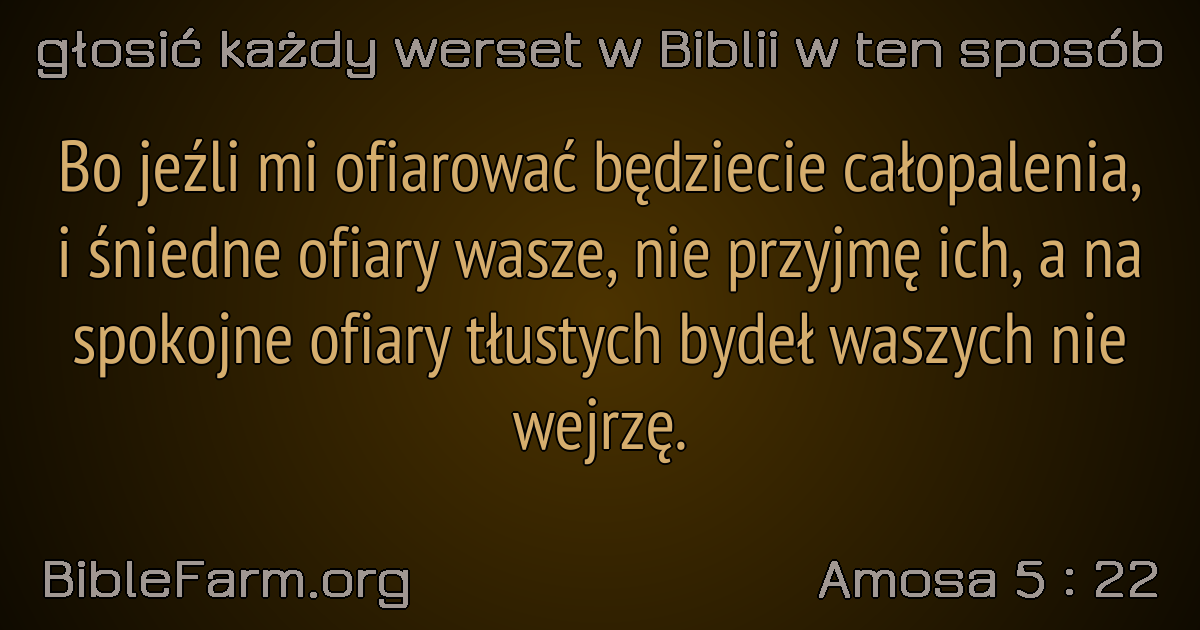 głosić każdy werset w Biblii w ten sposób
Bo jeźli mi ofiarować będziecie całopalenia,
i śniedne ofiary wasze, nie przyjmę ich, a na
spokojne ofiary tłustych bydeł waszych nie
wejrzę.
BibleFarm.org
Amosa 5 : 22